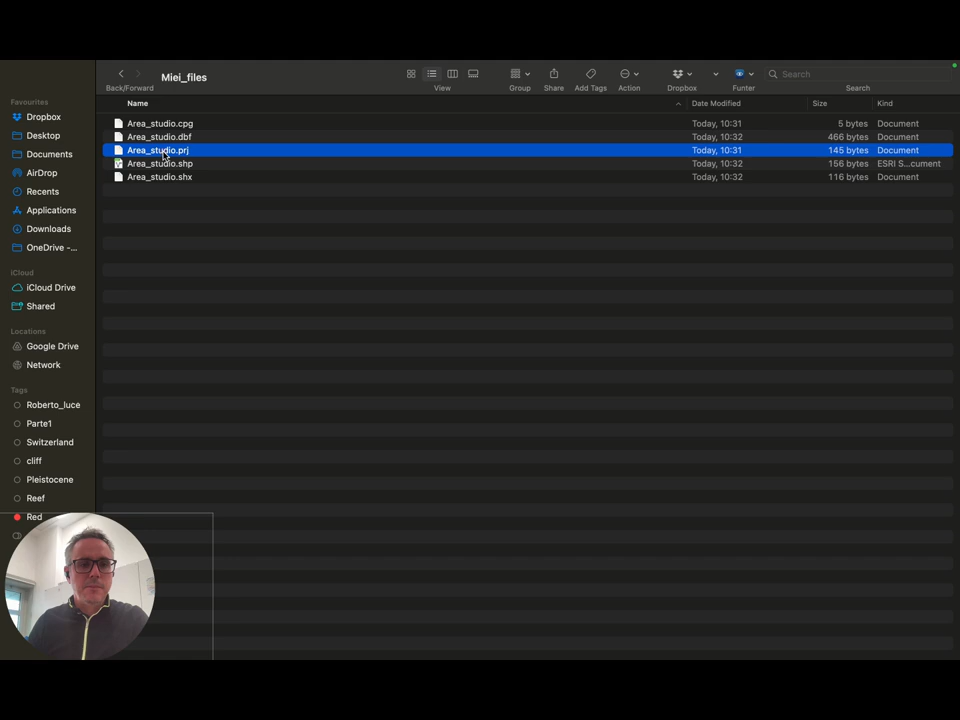 Miei_files
Back/Forward
View
Group
Share
Add Tags
Action
Dropbox
Funter
Search
Search
Name
Date Modified
Size
Kind
Area_studio.cpg
Today, 10:31
5 bytes
Document
Area_studio.dbf
Today, 10:32
466 bytes
Document
Area_studio.prj
Today, 10:31
145 bytes
Document
Area_studio.shp
Today, 10:32
156 bytes
ESRI S...cument
Area_studio.shx
Today, 10:32
116 bytes
Document
Favourites
Dropbox
Desktop
Documents
AirDrop
Recents
Applications
Downloads
OneDrive -...
iCloud
iCloud Drive
Shared
Locations
Google Drive
Network
Tags
Roberto_luce
Parte1
Switzerland
cliff
Pleistocene
Reef
Red